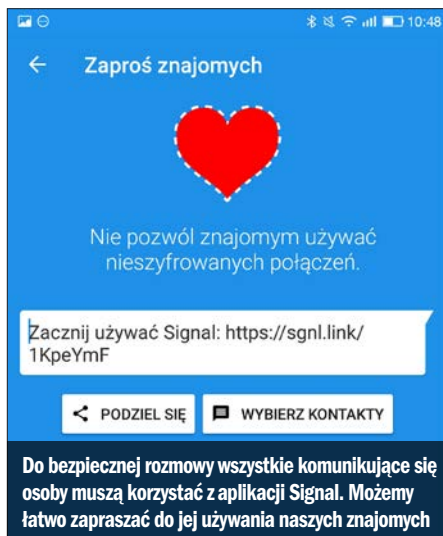 10:48
Zaproś znajomych
Nie pozwól znajomym używać
nieszyfrowanych połączeń.
Zacznij używać Signal: https://sgnl.link/
1KpeYmF
PODZIEL SIĘ
WYBIERZ KONTAKTY
Do bezpiecznej rozmowy wszystkie komunikujące się
osoby muszą korzystać z aplikacji Signal. Możemy
łatwo zapraszać do jej używania naszych znajomych